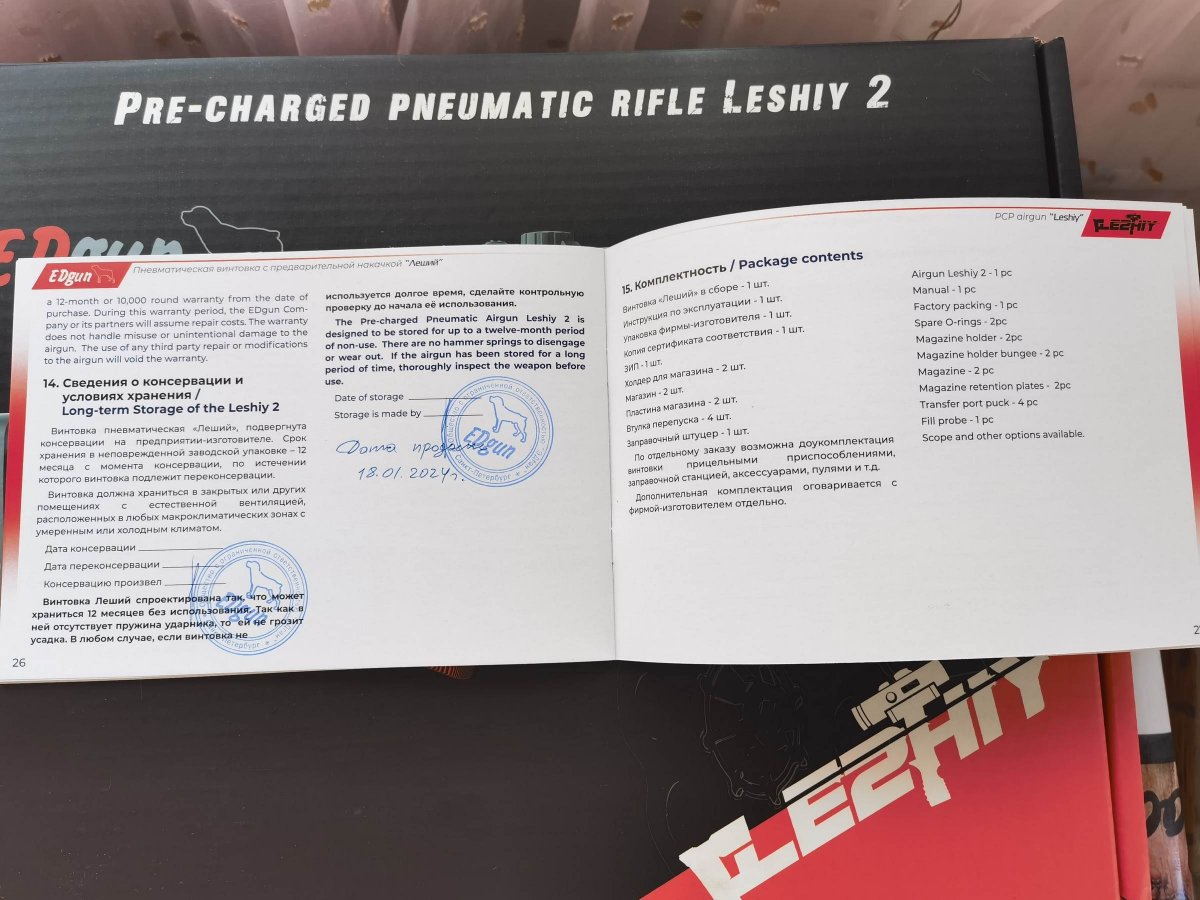 PRE-CHARGED PNEUMATIC RIFLE LESHIY 2
EDgun
EDgun
Пневматическая винтовка с предварительной накачкой "Леший"
a 12-month or 10,000 round warranty from the date of
purchase. During this warranty period, the EDgun Com-
pany or its partners will assume repair costs. The warranty
does not handle misuse or unintentional damage to the
airgun. The use of any third party repair or modifications
to the airgun will void the warranty.
14. Сведения о консервации и
условиях хранения /
Long-term Storage of the Leshiy 2
Винтовка пневматическая «Леший», подвергнута
консервации на предприятии-изготовителе. Срок
хранения в неповрежденной заводской упаковке – 12
месяца с момента консервации, по истечении
которого винтовка подлежит переконсервации.
Винтовка должна храниться в закрытых или других
помещениях с естественной вентиляцией,
расположенных в любых макроклиматических зонах с
умеренным или холодным климатом.
Дата консервации
Дата переконсервации
Консервацию произвел
Винтовка Леший спроектирована так, что может
храниться 12 месяцев без использования. Так как в
ней отсутствует пружина ударника, то ей не грозит
усадка. В любом случае, если винтовка не
26
используется долгое время, сделайте контрольную
проверку до начала её использования.
The Pre-charged Pneumatic Airgun Leshiy 2 is
designed to be stored for up to a twelve-month period
of non-use. There are no hammer springs to disengage
or wear out. If the airgun has been stored for a long
period of time, thoroughly inspect the weapon before
use.
Date of storage
Storage is made by
Дата продажи
18.01.2024г.
Общество с ограниченной ответственностью
EDgun
Санкт-Петербург
EDgun
PCP airgun "Leshiy"
LESHIY
15. Комплектность / Package contents
Винтовка «Леший» в сборе - 1 шт.
Инструкция по эксплуатации - 1 шт.
Упаковка фирмы-изготовителя - 1 шт.
Копия сертификата соответствия - 1 шт.
ЗИП - 1 шт.
Холдер для магазина - 2 шт.
Магазин - 2 шт.
Пластина магазина - 2 шт.
Втулка перепуска - 4 шт.
Заправочный штуцер - 1 шт.
По отдельному заказу возможна доукомплектация
винтовки прицельными приспособлениями,
заправочной станцией, аксессуарами, пулями и т.д.
Дополнительная комплектация оговаривается с
фирмой-изготовителем отдельно.
Airgun Leshiy 2 - 1 pc
Manual - 1 pc
Factory packing - 1 pc
Spare O-rings - 2pc
Magazine holder - 2pc
Magazine holder bungee - 2 pc
Magazine - 2 pc
Magazine retention plates - 2pc
Transfer port puck - 4 pc
Fill probe - 1 pc
Scope and other options available.
LE2HIY